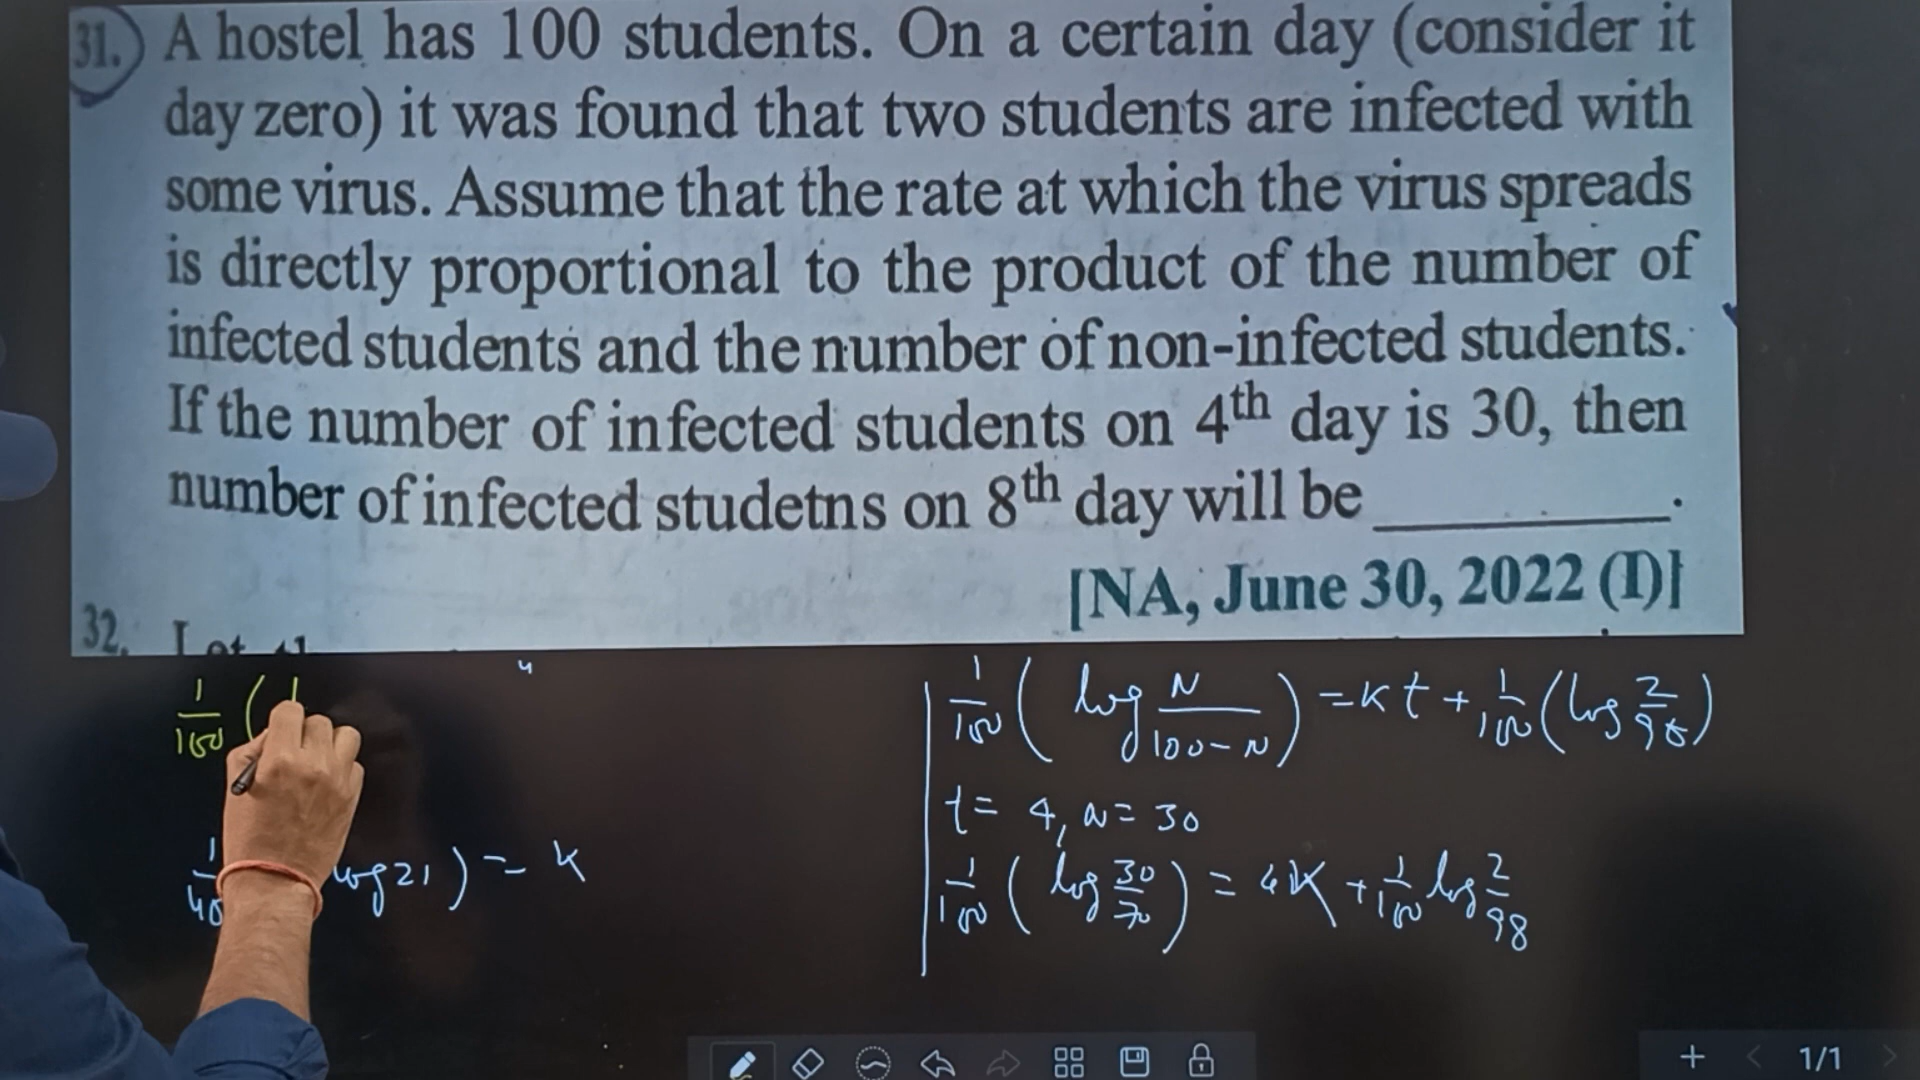 31. A hostel has 100 students. On a certain day (consider it
day zero) it was found that two students are infected with
some virus. Assume that the rate at which the virus spreads
is directly proportional to the product of the number of
infected students and the number of non-infected students.
If the number of infected students on 4th day is 30, then
number of infected studetns on 8th day will be ________.
[NA, June 30, 2022 (I)]
32.
1/100 (
log 21) = K
1/100 (log N/(100-N)) = Kt + 1/100 (log 2/98)
t = 4, N = 30
1/100 (log 30/70) = 4K + 1/100 log 2/98
1/1